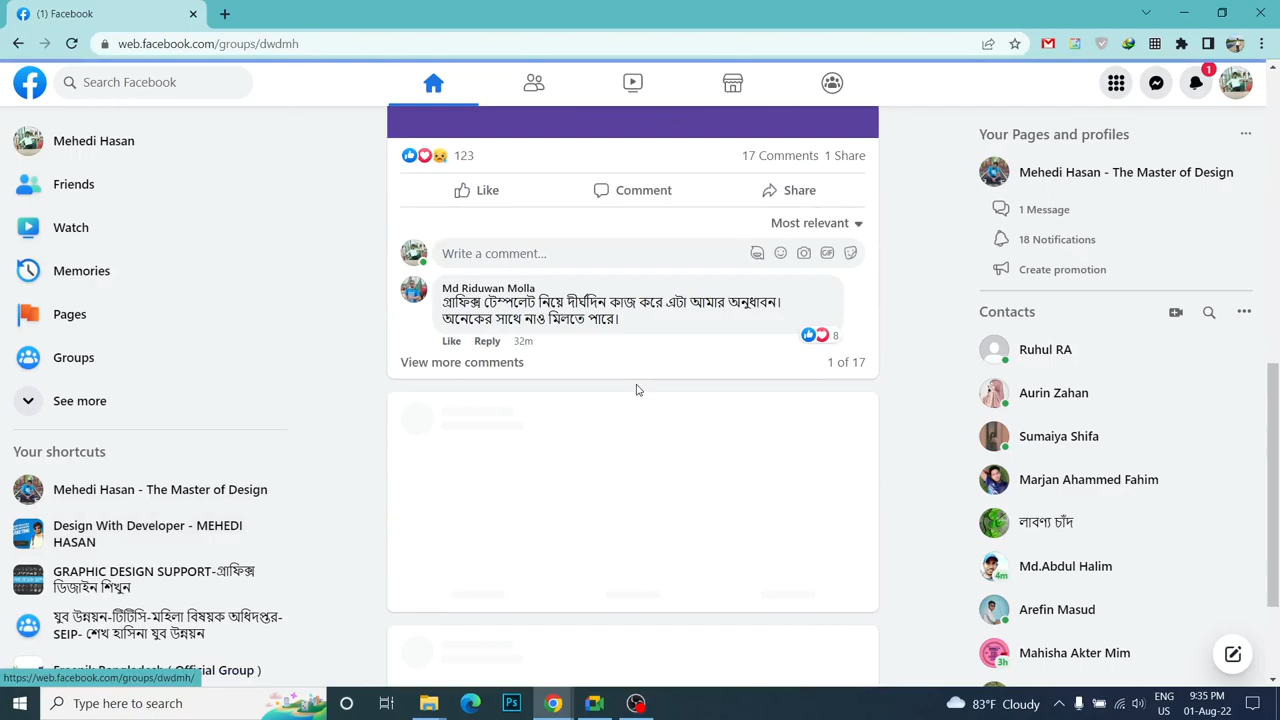 (1) Facebook
web.facebook.com/groups/dwdmh
Search Facebook
1
Mehedi Hasan
Friends
Watch
Memories
Pages
Groups
See more
Your shortcuts
Mehedi Hasan - The Master of Design
Design With Developer - MEHEDI
HASAN
GRAPHIC DESIGN SUPPORT-গ্রাফিক্স
ডিজাইন শিখুন
যুব উন্নয়ন-টিটিসি-মহিলা বিষয়ক অধিদপ্তর-
SEIP- শেখ হাসিনা যুব উন্নয়ন
Freepik Bangladesh ( Official Group )
https://web.facebook.com/groups/dwdmh/
123
17 Comments 1 Share
Like Comment Share
Most relevant
Write a comment...
GIF
Md Riduwan Molla
গ্রাফিক্স টেম্পলেট নিয়ে দীর্ঘদিন কাজ করে এটা আমার অনুধাবন।
অনেকের সাথে নাও মিলতে পারে।
8
Like Reply 32m
View more comments 1 of 17
Your Pages and profiles
Mehedi Hasan - The Master of Design
1 Message
18 Notifications
Create promotion
Contacts
Ruhul RA
Aurin Zahan
Sumaiya Shifa
Marjan Ahammed Fahim
লাবণ্য চাঁদ
Md.Abdul Halim
4m
Arefin Masud
Mahisha Akter Mim
3h
Type here to search
Ps
83°F Cloudy
ENG
US
9:35 PM
01-Aug-22